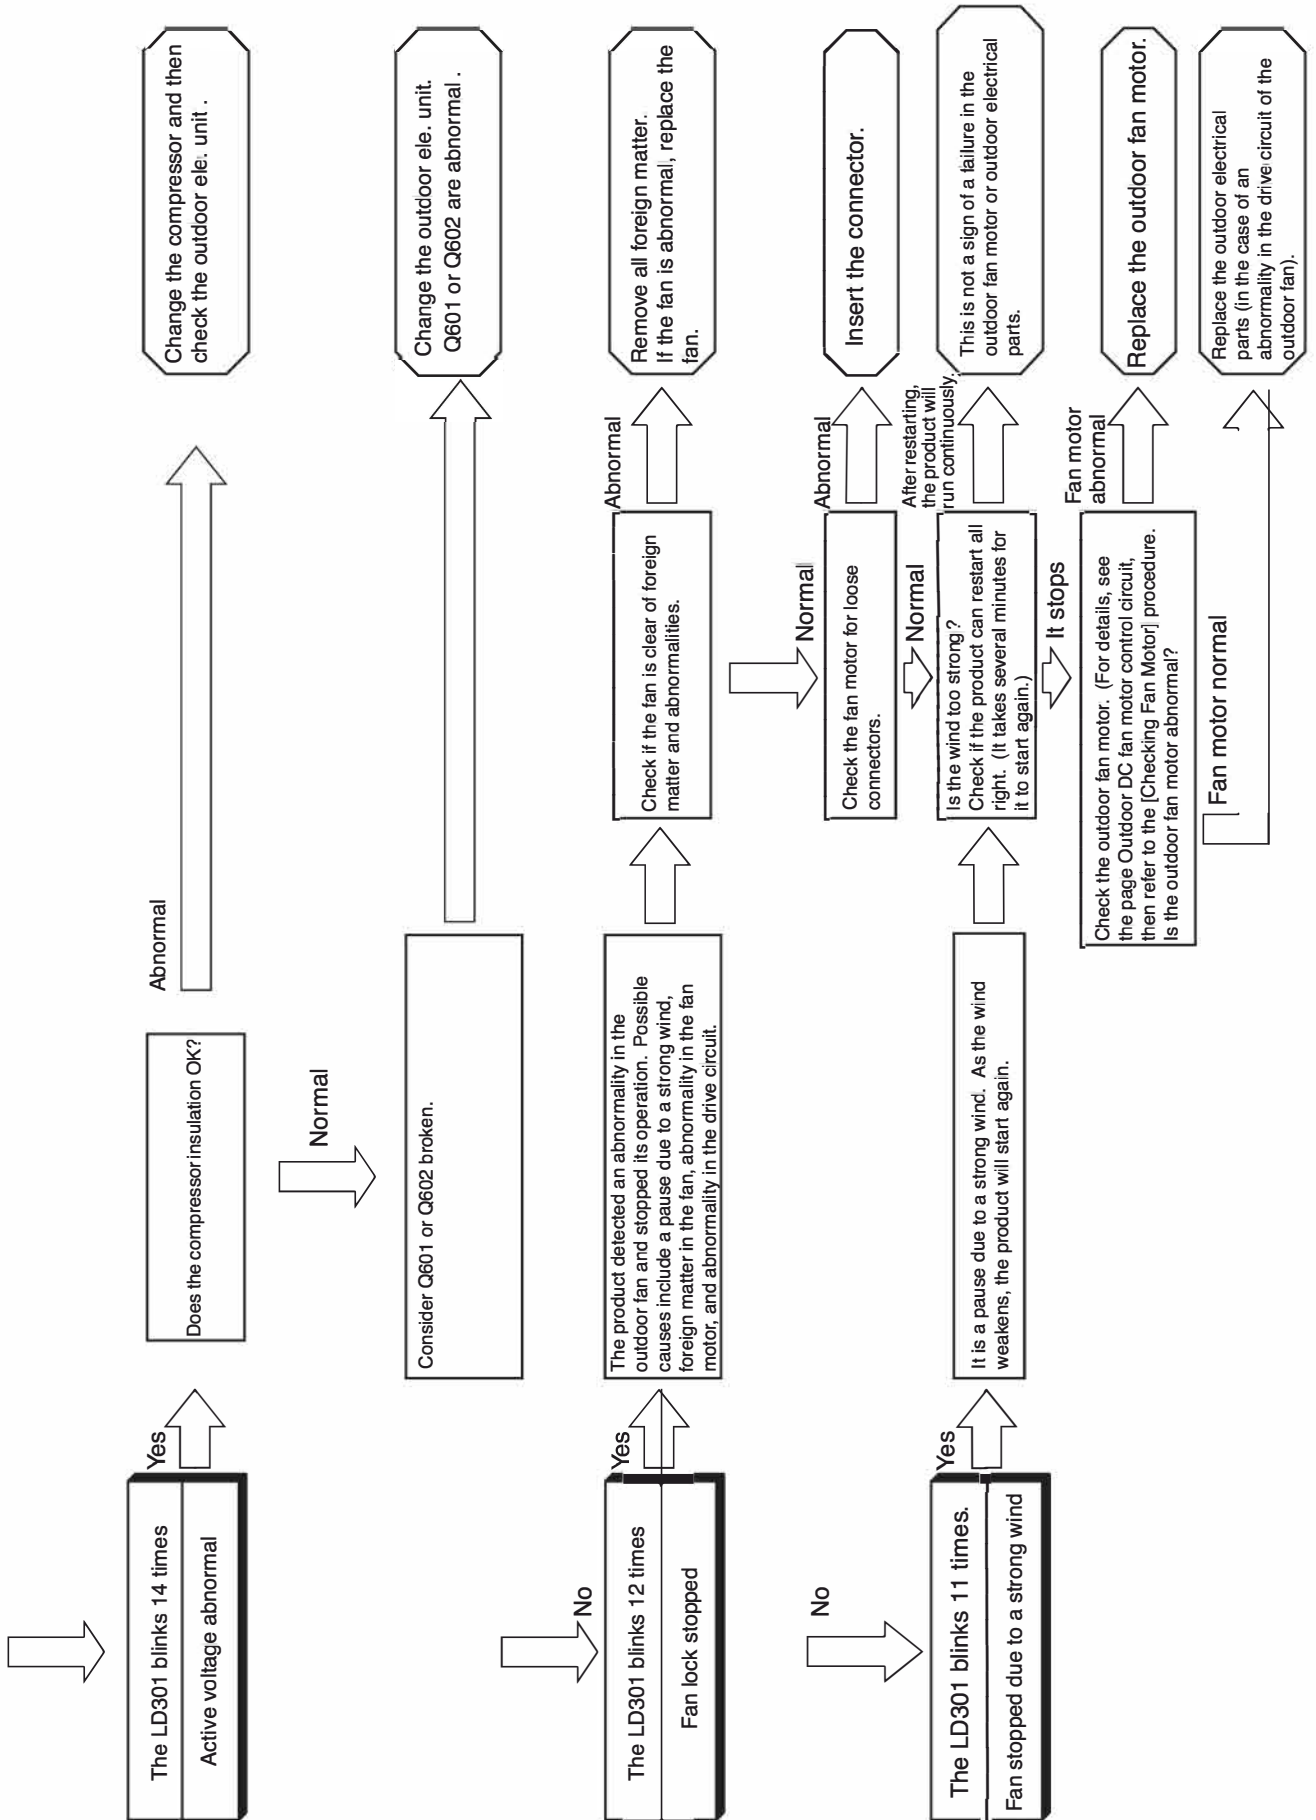 The LD301 blinks 14 times
Active voltage abnormal
Yes
Does the compressor insulation OK?
Abnormal
Change the compressor and then
check the outdoor ele. unit .
Normal
Consider Q601 or Q602 broken.
Change the outdoor ele. unit.
Q601 or Q602 are abnormal .
No
The LD301 blinks 12 times
Fan lock stopped
Yes
The product detected an abnormality in the
outdoor fan and stopped its operation. Possible
causes include a pause due to a strong wind,
foreign matter in the fan, abnormality in the fan
motor, and abnormality in the drive circuit.
Check if the fan is clear of foreign
matter and abnormalities.
Abnormal
Remove all foreign matter.
If the fan is abnormal, replace the
fan.
Normal
Check the fan motor for loose
connectors.
Abnormal
Insert the connector.
Normal
No
The LD301 blinks 11 times.
Fan stopped due to a strong wind
Yes
It is a pause due to a strong wind. As the wind
weakens, the product will start again.
Is the wind too strong?
Check if the product can restart all
right. (It takes several minutes for
it to start again.)
After restarting,
the product will
run continuously.
This is not a sign of a failure in the
outdoor fan motor or outdoor electrical
parts.
It stops
Check the outdoor fan motor. (For details, see
the page Outdoor DC fan motor control circuit,
then refer to the [Checking Fan Motor] procedure.
Is the outdoor fan motor abnormal?
Fan motor
abnormal
Replace the outdoor fan motor.
Fan motor normal
Replace the outdoor electrical
parts (in the case of an
abnormality in the drive circuit of the
outdoor fan).